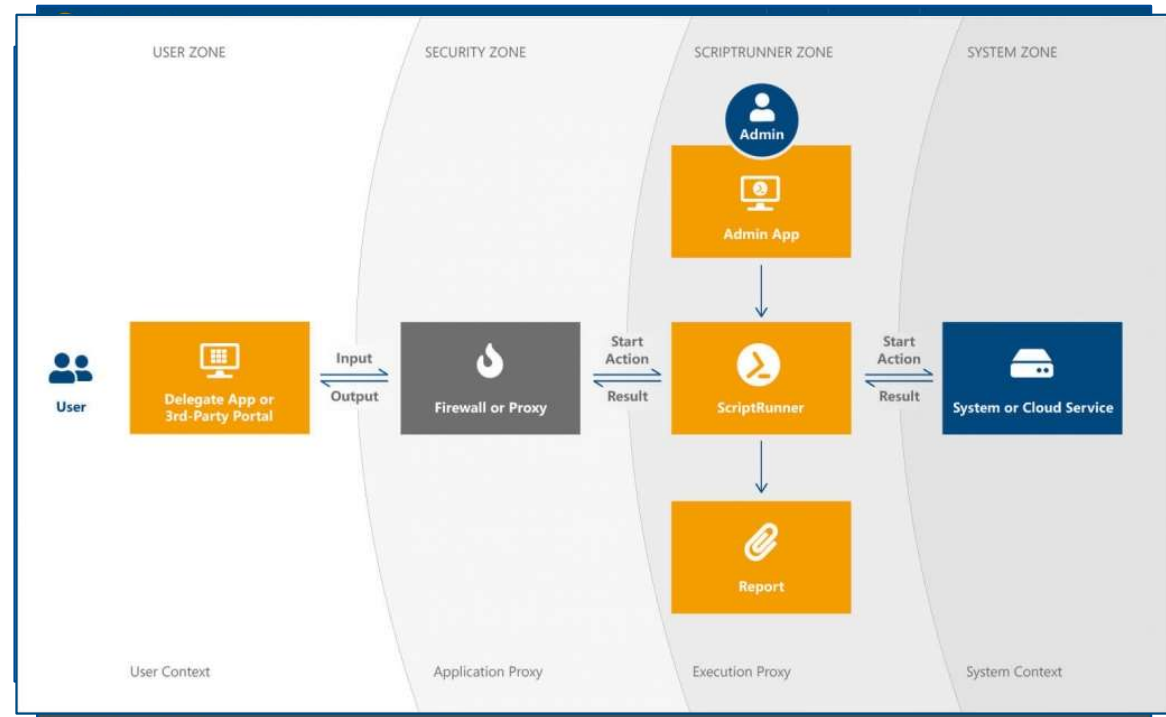 USER ZONE
SECURITY ZONE
SCRIPTRUNNER ZONE
SYSTEM ZONE
Admin
Admin App
User
Delegate App or
3rd-Party Portal
Input
Output
Firewall or Proxy
Start
Action
Result
ScriptRunner
Start
Action
Result
System or Cloud Service
Report
User Context
Application Proxy
Execution Proxy
System Context